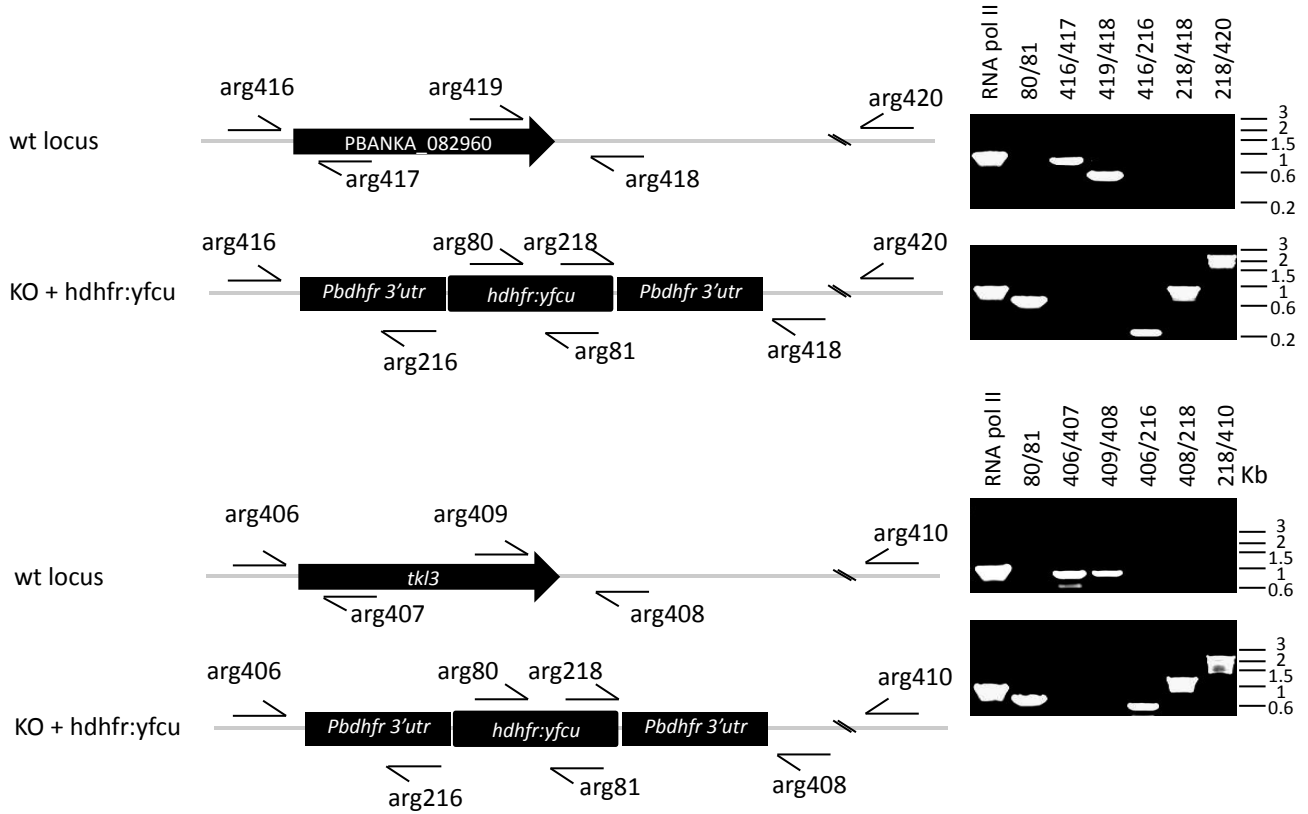 RNA pol II
80/81
416/417
419/418
416/216
218/418
218/420
arg416
arg419
arg420
wt locus
PBANKA_082960
arg417
arg418
3
2
1.5
1
0.6
0.2
arg416
arg80
arg218
arg420
KO + hdhfr:yfcu
Pbdhfr 3’utr
hdhfr:yfcu
Pbdhfr 3’utr
arg216
arg81
arg418
3
2
1.5
1
0.6
0.2
RNA pol II
80/81
406/407
409/408
406/216
408/218
218/410
Kb
arg406
arg409
arg410
wt locus
tkl3
arg407
arg408
3
2
1.5
1
0.6
arg406
arg80
arg218
arg410
KO + hdhfr:yfcu
Pbdhfr 3’utr
hdhfr:yfcu
Pbdhfr 3’utr
arg216
arg81
arg408
3
2
1.5
1
0.6